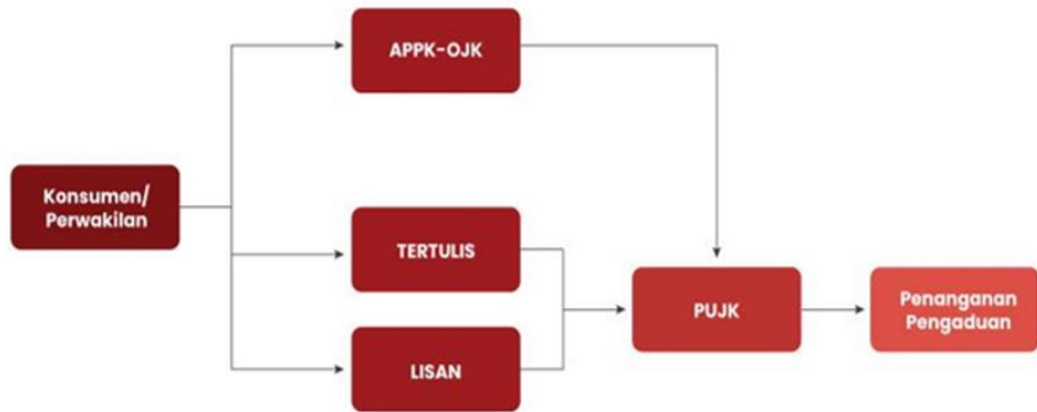 APPK-OJK
Konsumen/
Perwakilan
TERTULIS
PUJK
Penanganan
Pengaduan
LISAN